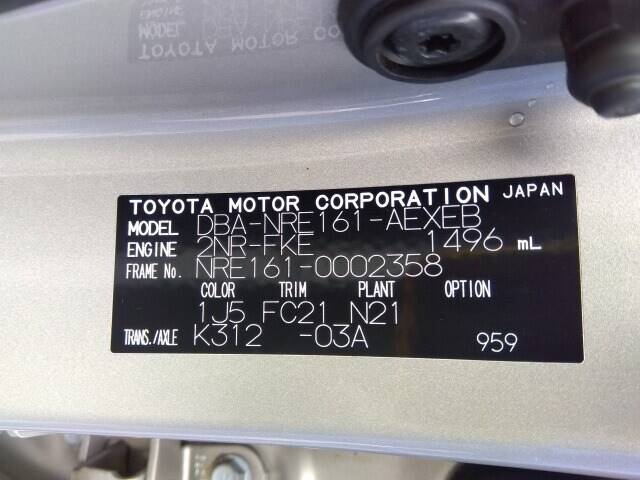 TOYOTA MOTOR CORPORATION JAPAN
MODEL DBA-NRE161-AEXEB
ENGINE 2NR-FKE 1496 mL
FRAME No. NRE161-0002358
COLOR TRIM PLANT OPTION
1J5 FC21 N21
TRANS./AXLE K312 -03A 959